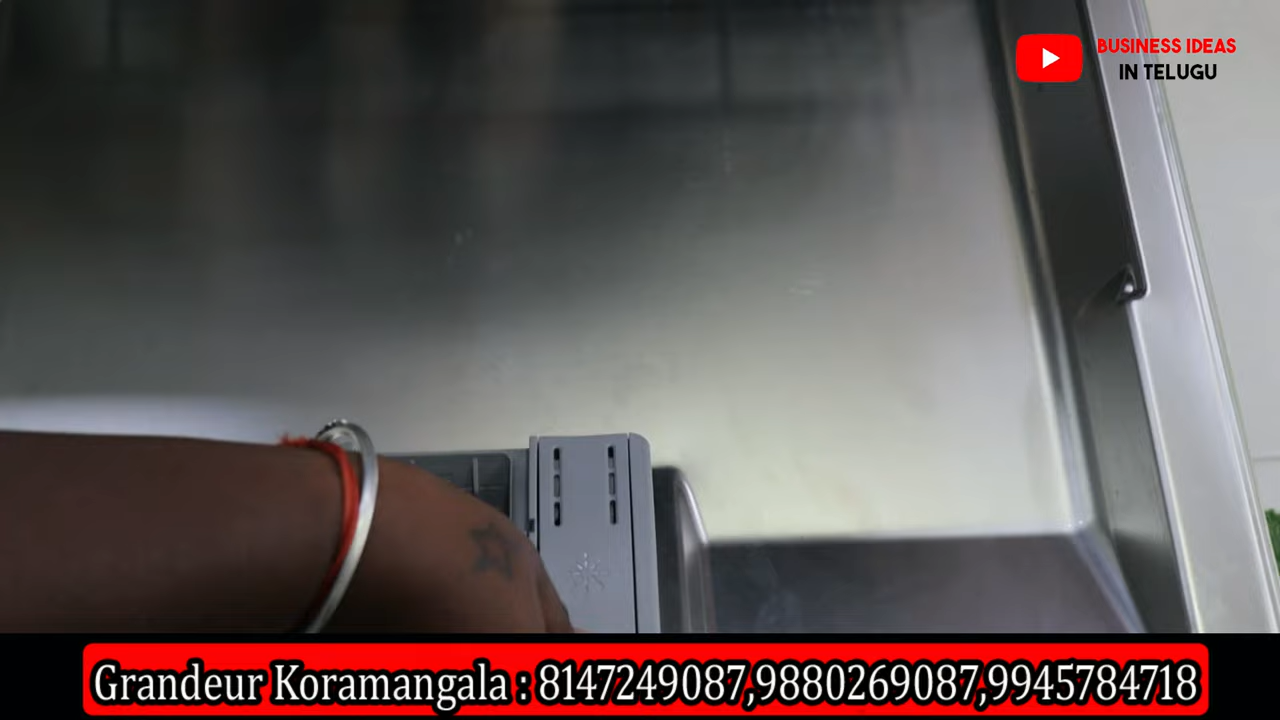 BUSINESS IDEAS
IN TELUGU
Grandeur Koramangala : 8147249087,9880269087,9945784718